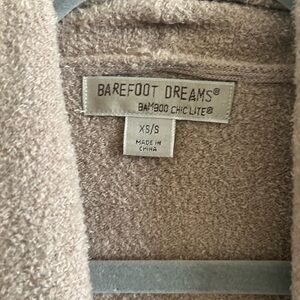 BAREFOOT DREAMS®
BAMBOO CHIC LITE®
XS/S
MADE IN
CHINA